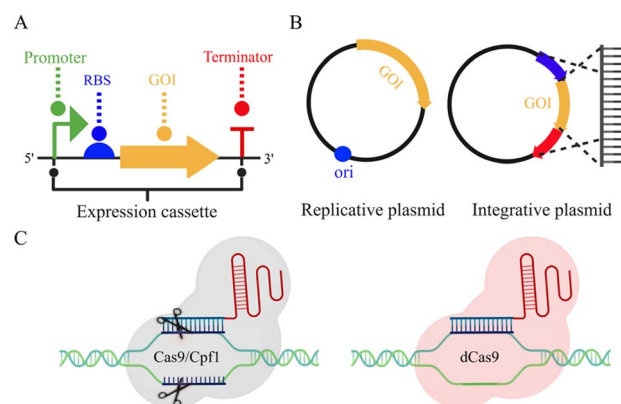 A
Promoter
Terminator
RBS
GOI
5'
3'
Expression cassette
B
GOI
ori
Replicative plasmid
GOI
Integrative plasmid
C
Cas9/Cpf1
dCas9